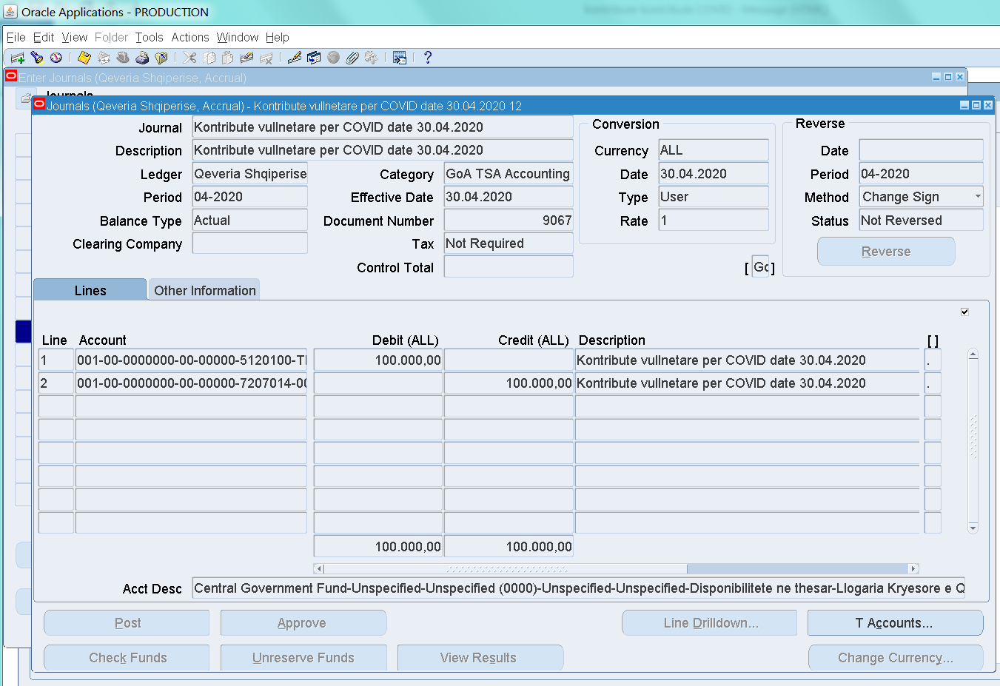 Oracle Applications - PRODUCTION
File Edit View Folder Tools Actions Window Help
Enter Journals (Qeveria Shqiperise, Accrual)
Journals
Journals (Qeveria Shqiperise, Accrual) - Kontribute vullnetare per COVID date 30.04.2020 12
Journal Kontribute vullnetare per COVID date 30.04.2020
Description Kontribute vullnetare per COVID date 30.04.2020
Ledger Qeveria Shqiperise Category GoA TSA Accounting
Period 04-2020 Effective Date 30.04.2020
Balance Type Actual Document Number 9067
Clearing Company Tax Not Required
Control Total
Conversion
Currency ALL
Date 30.04.2020
Type User
Rate 1
[ Go ]
Reverse
Date
Period 04-2020
Method Change Sign
Status Not Reversed
Reverse
Lines Other Information
Line Account Debit (ALL) Credit (ALL) Description [ ]
1 001-00-0000000-00-00000-5120100- 100.000,00 Kontribute vullnetare per COVID date 30.04.2020 .
2 001-00-0000000-00-00000-7207014-00 100.000,00 Kontribute vullnetare per COVID date 30.04.2020 .
100.000,00 100.000,00
Acct Desc Central Government Fund-Unspecified-Unspecified (0000)-Unspecified-Unspecified-Disponibilitete ne thesar-Llogaria Kryesore e Q
Post Approve Line Drilldown... T Accounts...
Check Funds Unreserve Funds View Results Change Currency...